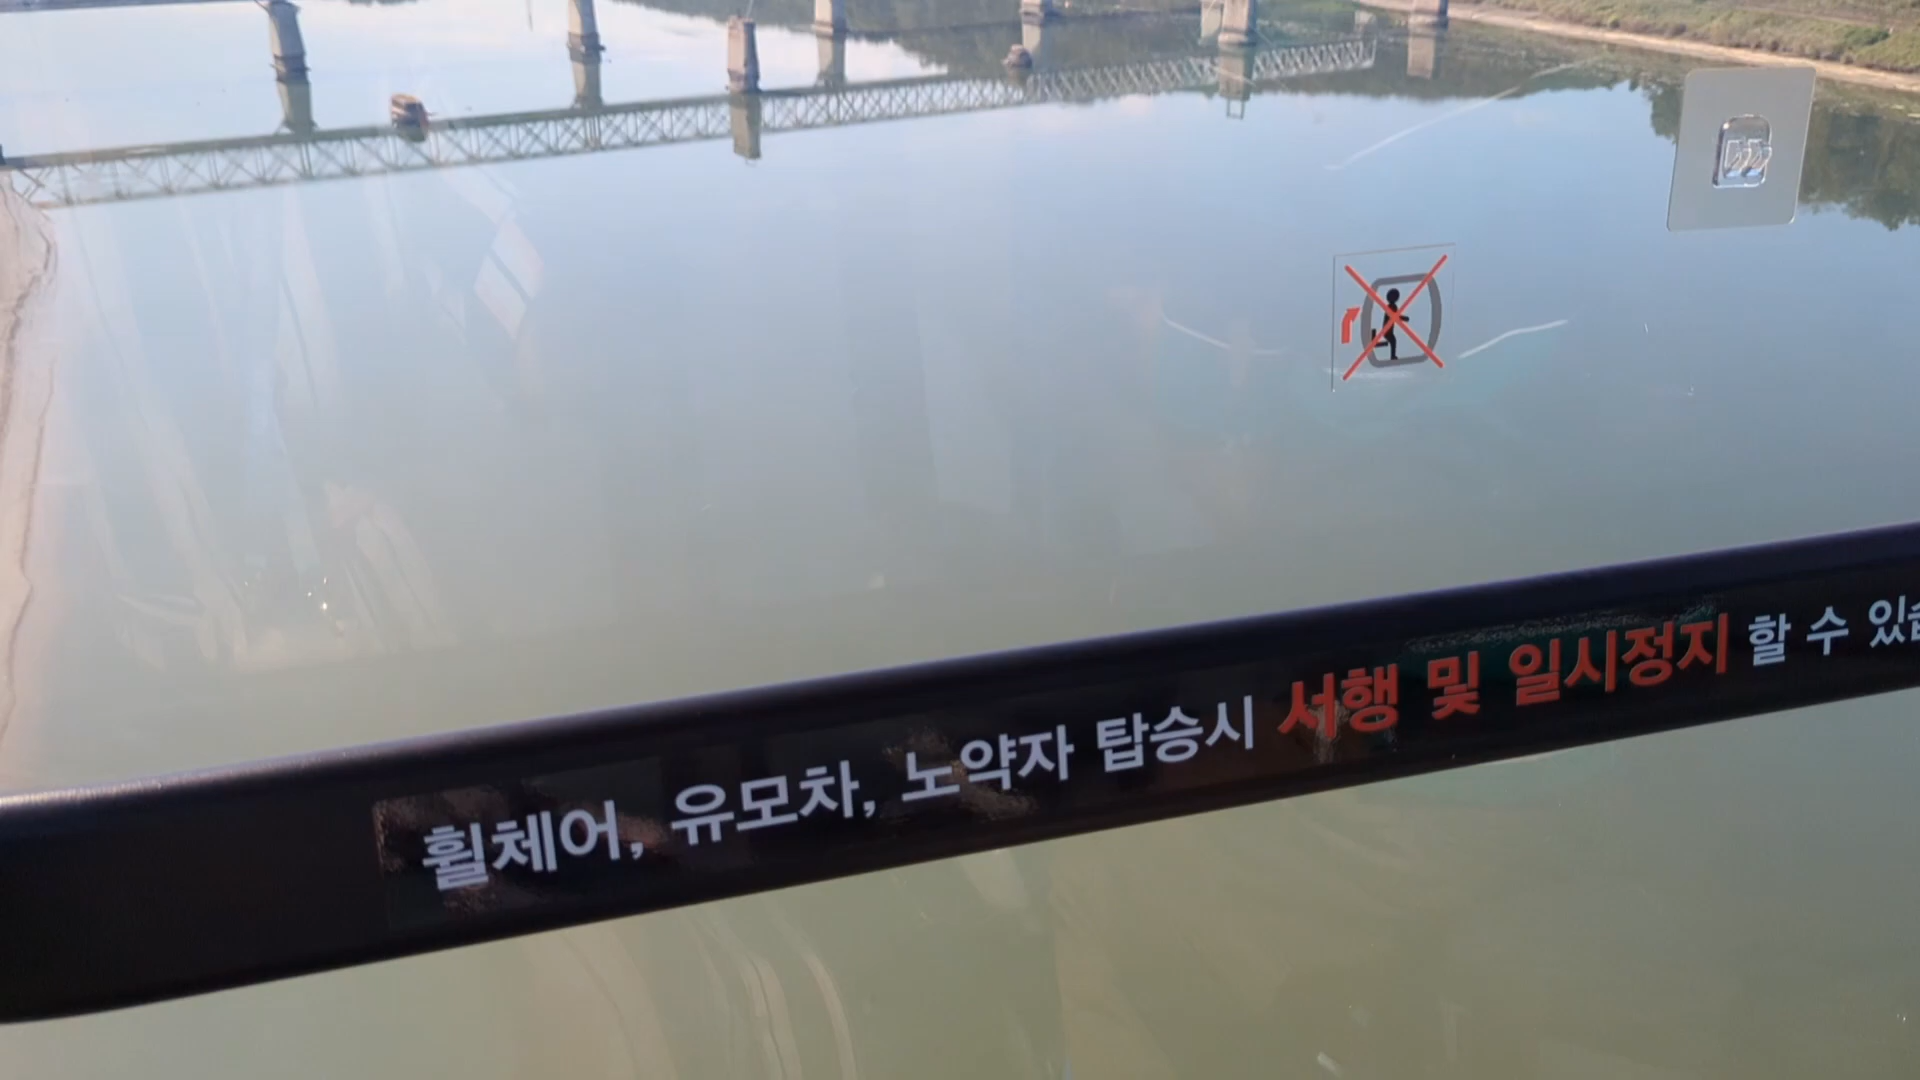 휠체어, 유모차, 노약자 탑승시 서행 및 일시정지 할 수